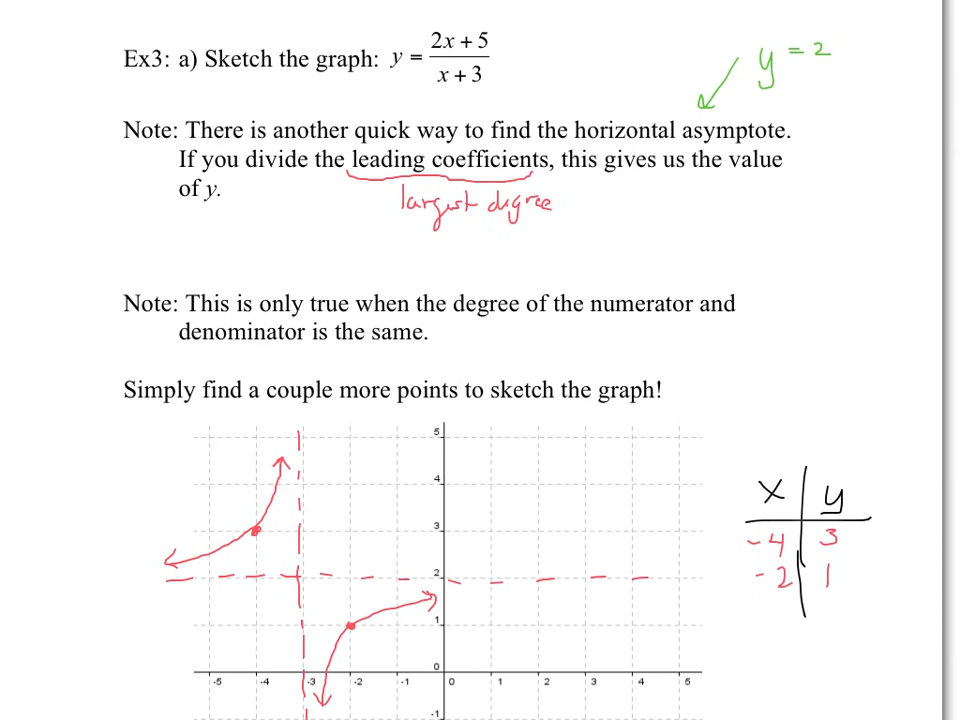 Ex3: a) Sketch the graph: y = (2x + 5)/(x + 3)
y = 2
Note: There is another quick way to find the horizontal asymptote.
If you divide the leading coefficients, this gives us the value
of y.
largest degree
Note: This is only true when the degree of the numerator and
denominator is the same.
Simply find a couple more points to sketch the graph!
5
4
3
2
1
0
-1
-5 -4 -3 -2 -1 0 1 2 3 4 5
x y
-4 3
-2 1